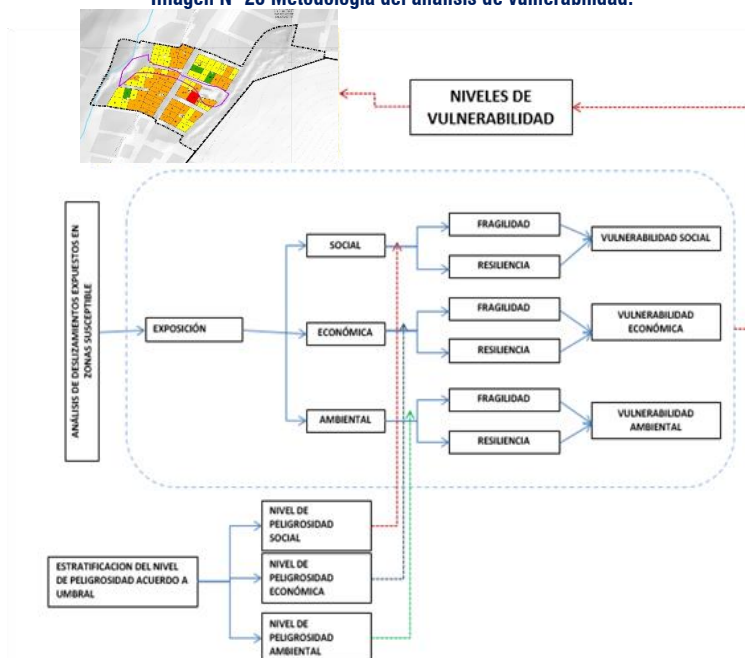 Imagen N° 20 Metodología del análisis de vulnerabilidad.
NIVELES DE
VULNERABILIDAD
ANÁLISIS DE DESLIZAMIENTOS EXPUESTOS EN
ZONAS SUSCEPTIBLE
EXPOSICIÓN
SOCIAL
FRAGILIDAD
RESILIENCIA
VULNERABILIDAD SOCIAL
ECONÓMICA
FRAGILIDAD
RESILIENCIA
VULNERABILIDAD
ECONÓMICA
AMBIENTAL
FRAGILIDAD
RESILIENCIA
VULNERABILIDAD
AMBIENTAL
ESTRATIFICACION DEL NIVEL
DE PELIGROSIDAD ACUERDO A
UMBRAL
NIVEL DE
PELIGROSIDAD
SOCIAL
NIVEL DE
PELIGROSIDAD
ECONÓMICA
NIVEL DE
PELIGROSIDAD
AMBIENTAL